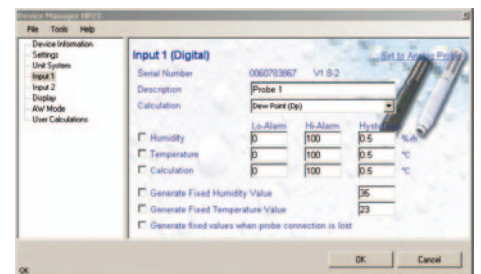 Device Manager HP23
File Tools Help
Device Information
Settings
Unit System
Input 1
Input 2
Display
AW Mode
User Calculations
Input 1 (Digital)
Set to Analog Probe
Serial Number 0060783867 V1.8-2
Description Probe 1
Calculation Dew Point (Dp)
Lo-Alarm Hi-Alarm
Humidity 0 100 0.5 %rh
Temperature 0 100 0.5 °C
Calculation 0 100 0.5 °C
Generate Fixed Humidity Value 35
Generate Fixed Temperature Value 23
Generate fixed values when probe connection is lost
OK Cancel
OK